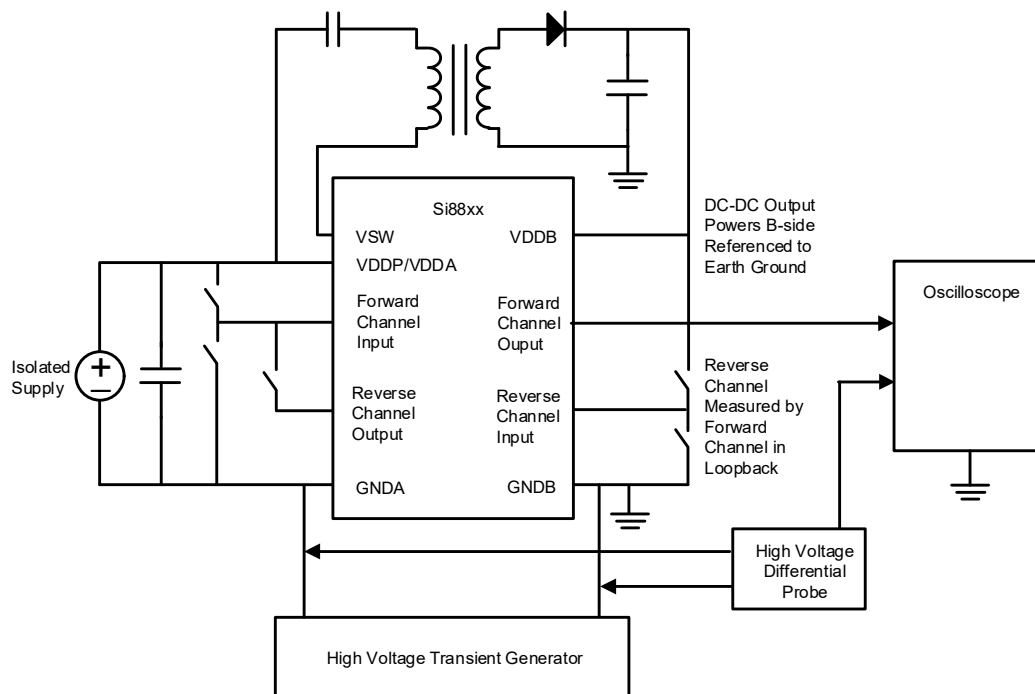 Si88xx
VSW
VDDP/VDDA
Forward
Channel
Input
Reverse
Channel
Output
GNDA
VDDB
Forward
Channel
Ouput
Reverse
Channel
Input
GNDB
Isolated
Supply
+
–
DC-DC Output
Powers B-side
Referenced to
Earth Ground
Reverse
Channel
Measured by
Forward
Channel in
Loopback
Oscilloscope
High Voltage
Differential
Probe
High Voltage Transient Generator